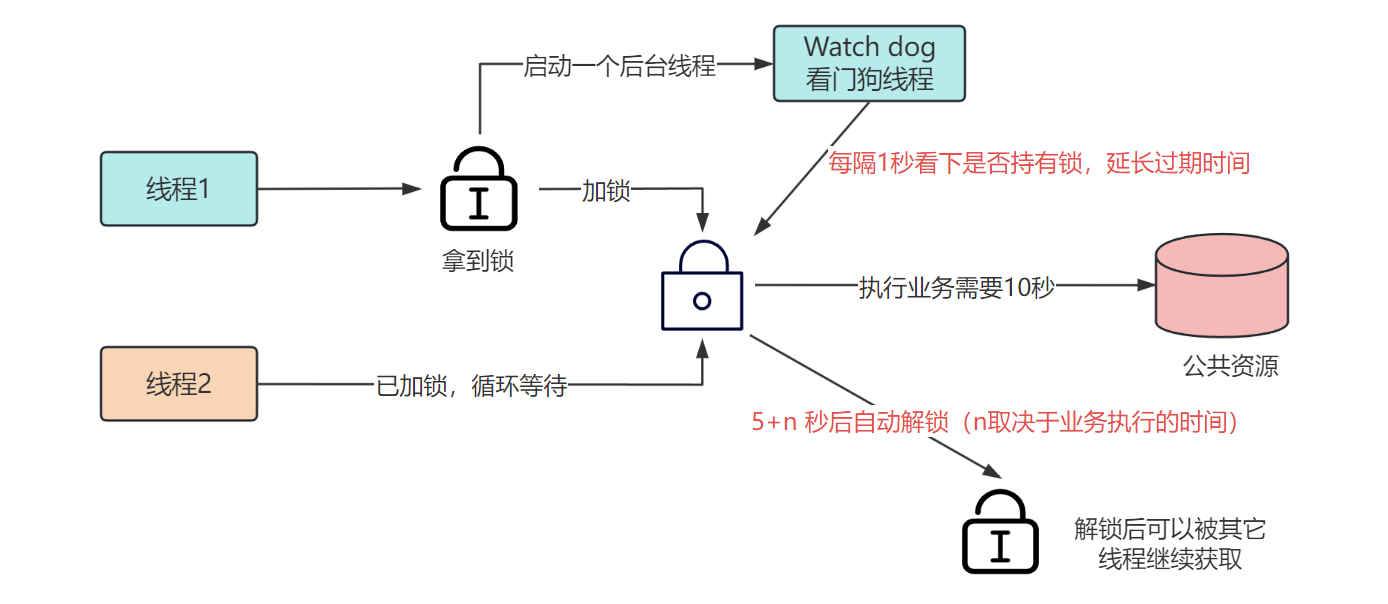 Watch dog
看门狗线程
启动一个后台线程
每隔1秒看下是否持有锁，延长过期时间
线程1
加锁
拿到锁
执行业务需要10秒
公共资源
线程2
已加锁，循环等待
5+n 秒后自动解锁（n取决于业务执行的时间）
解锁后可以被其它
线程继续获取